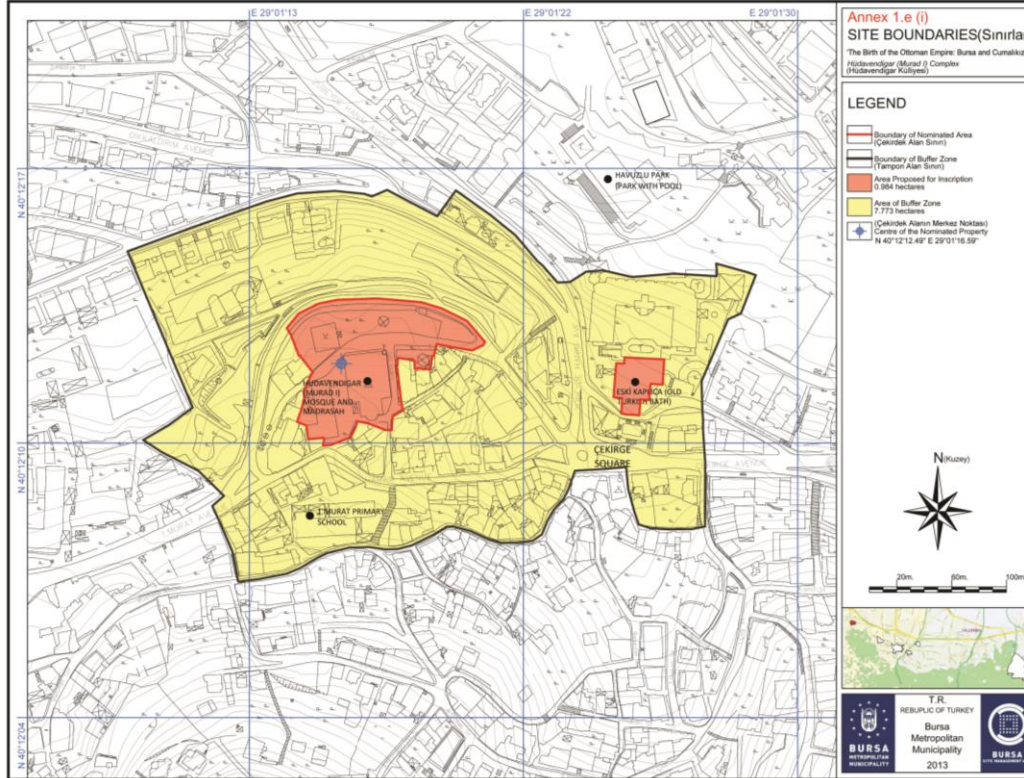 E 29°01'13
E 29°01'22
E 29°01'30
N 40°12'17
N 40°12'10
N 40°12'04
HAVUZLU PARK
(PARK WITH POOL)
HÜDAVENDİGAR
(MURAD I)
MOSQUE AND
MADRASAH
ESKİ KAPLICA (OLD
TURKISH BATH)
ÇEKİRGE
SQUARE
I. MURAT PRIMARY
SCHOOL
Annex 1.e (i)
SITE BOUNDARIES(Sınırla
'The Birth of the Ottoman Empire: Bursa and Cumalıkız
Hüdavendigar (Murad I) Complex
(Hüdavendigar Külliyesi)
LEGEND
Boundary of Nominated Area
(Çekirdek Alan Sınırı)
Boundary of Buffer Zone
(Tampon Alan Sınırı)
Area Proposed for Inscription
0.984 hectares
Area of Buffer Zone
7.773 hectares
(Çekirdek Alanın Merkez Noktası)
Centre of the Nominated Property
N 40°12'12.49" E 29°01'16.59"
N(Kuzey)
20m. 60m. 100m
T.R.
REBUPLIC OF TURKEY
Bursa
Metropolitan
Municipality
2013
BURSA
METROPOLITAN
MUNICIPALITY
BURSA